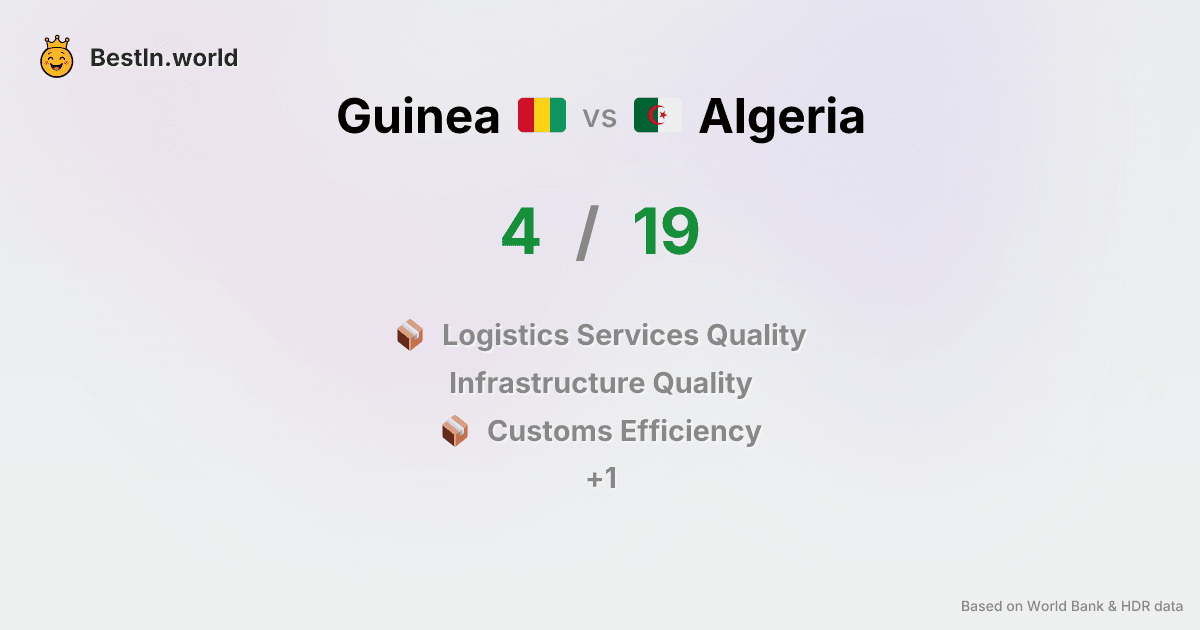 BestIn.world
Guinea vs Algeria
4 / 19
Logistics Services Quality
Infrastructure Quality
Customs Efficiency
+1
Based on World Bank & HDR data